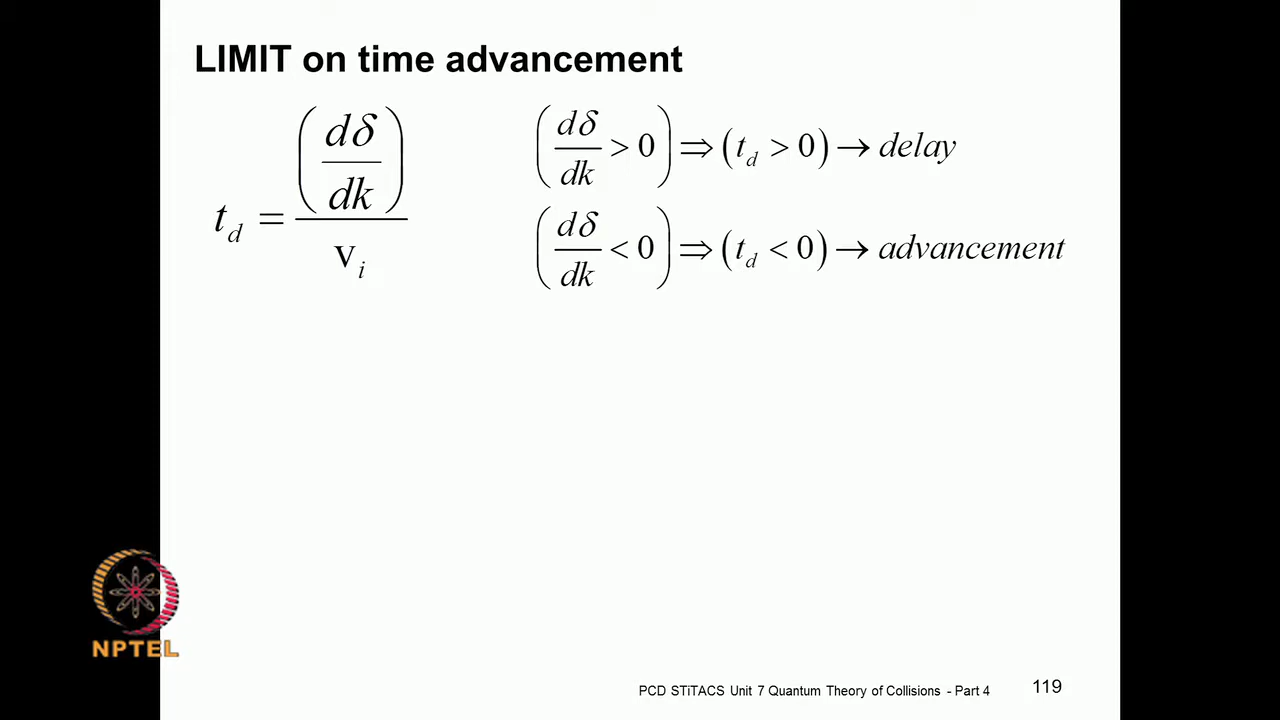 LIMIT on time advancement
t_d = (dδ/dk) / v_i
(dδ/dk > 0) ⇒ (t_d > 0) → delay
(dδ/dk < 0) ⇒ (t_d < 0) → advancement
NPTEL
PCD STiTACS Unit 7 Quantum Theory of Collisions - Part 4 119